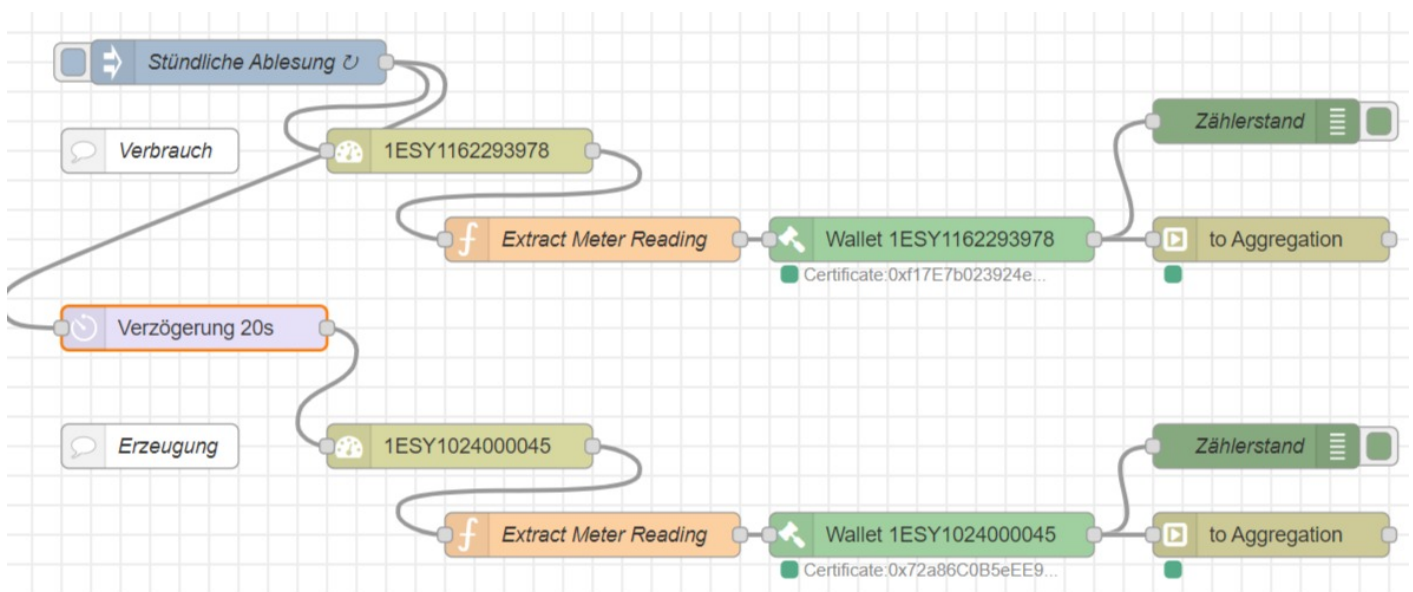 Stündliche Ablesung ↻
Zählerstand
Verbrauch
1ESY1162293978
Extract Meter Reading
Wallet 1ESY1162293978
to Aggregation
Certificate:0xf17E7b023924e...
Verzögerung 20s
Erzeugung
1ESY1024000045
Zählerstand
Extract Meter Reading
Wallet 1ESY1024000045
to Aggregation
Certificate:0x72a86C0B5eEE9...